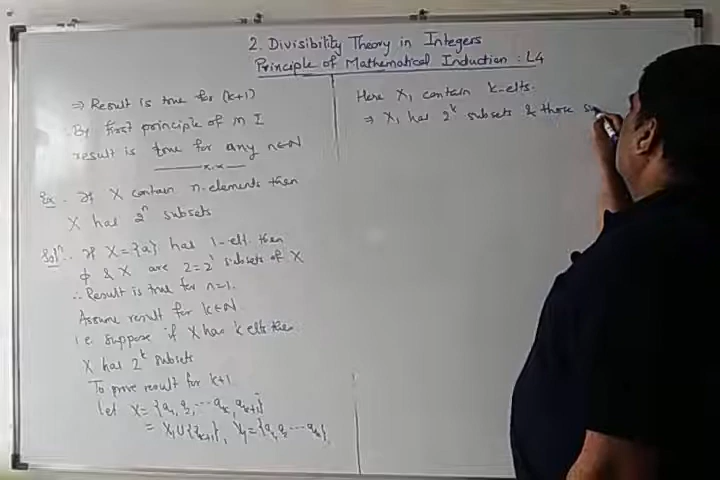 2. Divisibility Theory in Integers
Principle of Mathematical Induction : L4
⇒ Result is true for (k+1)
∴ By first principle of M I
result is true for any n∈N
x.x
Ex. If X contain n-elements then
X has 2ⁿ subsets
Solⁿ: If X={a} has 1-elt then
ϕ & X are 2=2¹ subsets of X
∴ Result is true for n=1.
Assume result for k∈N
i.e. suppose if X has k elts then
X has 2ᵏ subsets
To prove result for k+1
Let X = {a₁, a₂, ... aₖ, aₖ₊₁}
= X₁∪{aₖ₊₁}, X₁={a₁,a₂ ... aₖ}
Here X₁ contain k-elts.
⇒ X₁ has 2ᵏ subsets & those su